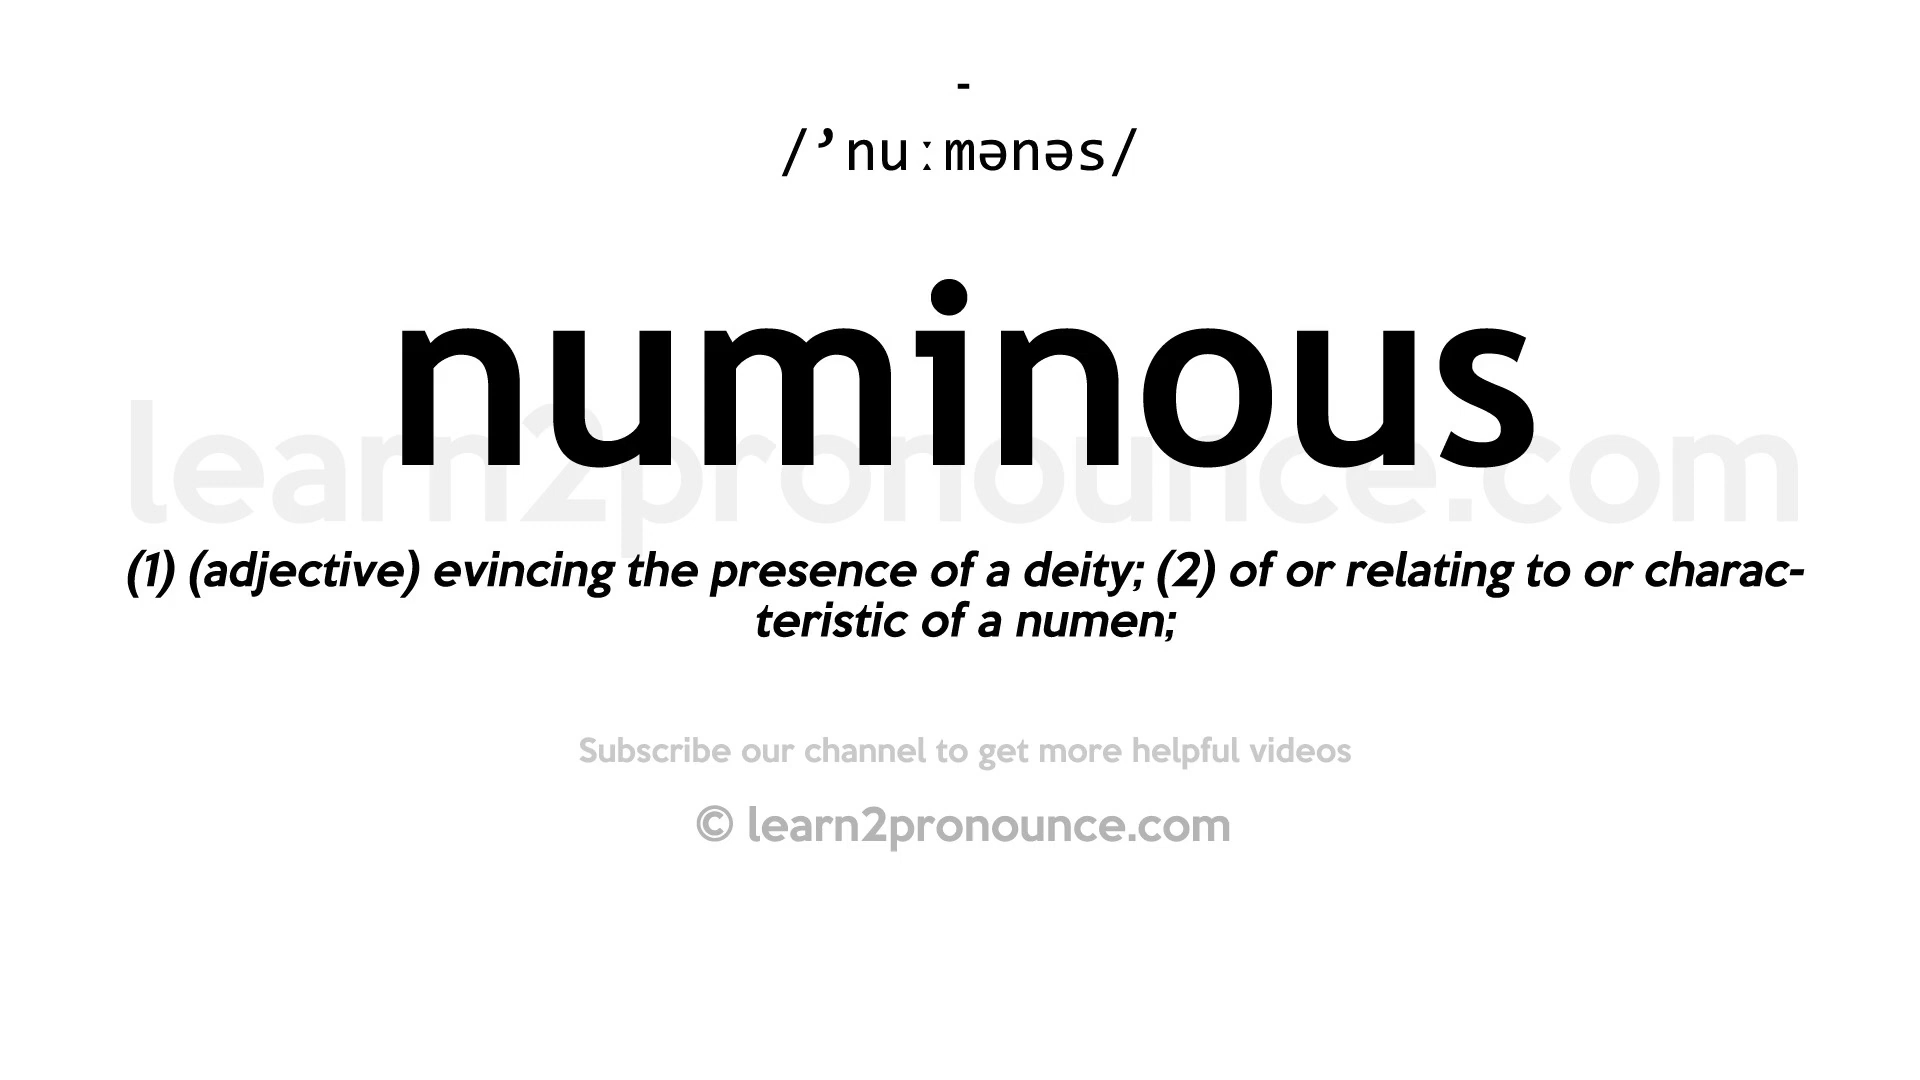 -
/’nuːmənəs/
numinous
learn2pronounce.com
(1) (adjective) evincing the presence of a deity; (2) of or relating to or charac-
teristic of a numen;
Subscribe our channel to get more helpful videos
© learn2pronounce.com